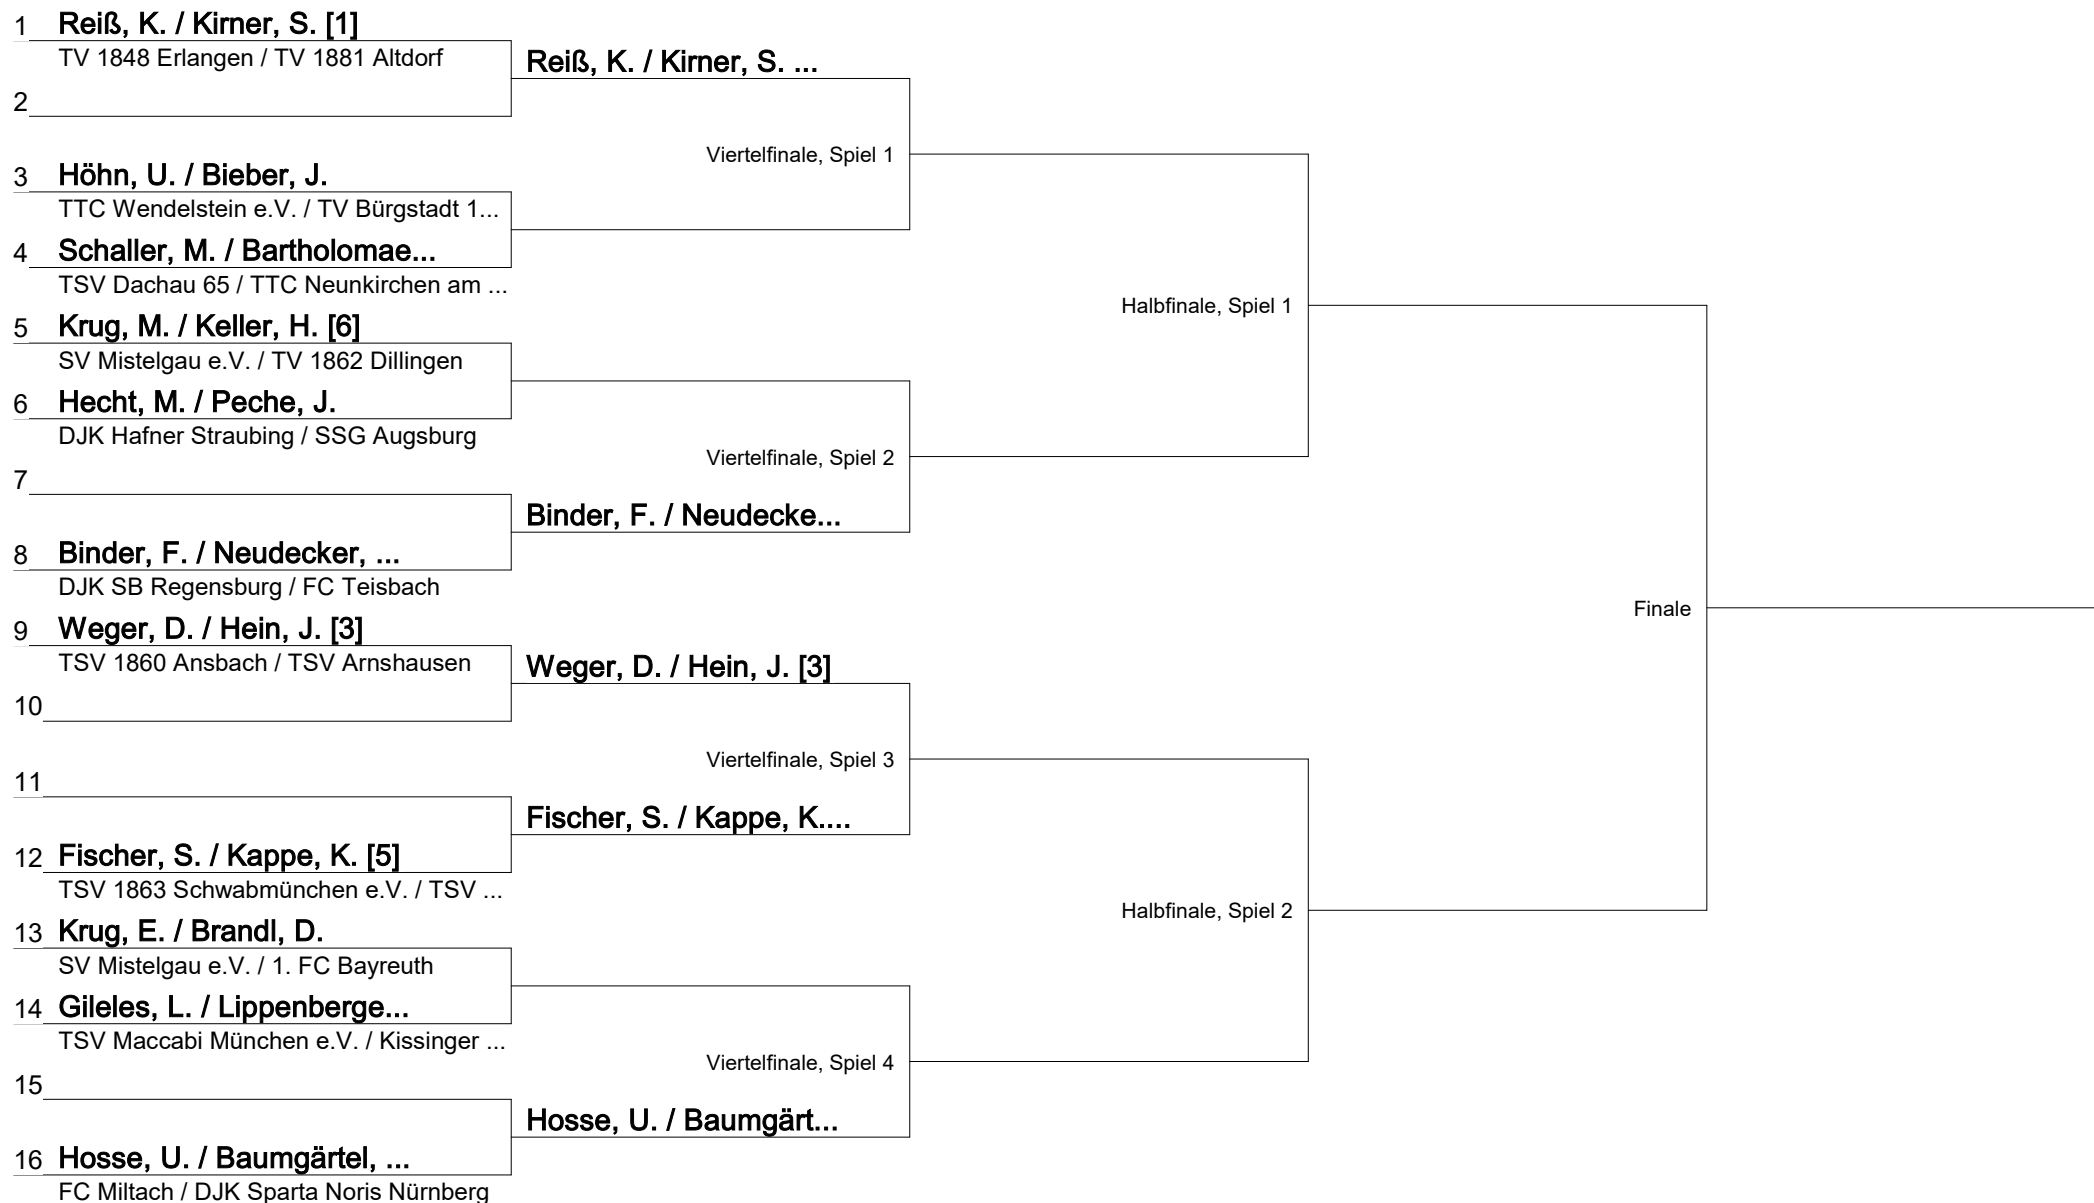 1 Reiß, K. / Kirner, S. [1]
TV 1848 Erlangen / TV 1881 Altdorf
Reiß, K. / Kirner, S. ...
2
Viertelfinale, Spiel 1
3 Höhn, U. / Bieber, J.
TTC Wendelstein e.V. / TV Bürgstadt 1...
4 Schaller, M. / Bartholomae...
TSV Dachau 65 / TTC Neunkirchen am ...
Halbfinale, Spiel 1
5 Krug, M. / Keller, H. [6]
SV Mistelgau e.V. / TV 1862 Dillingen
6 Hecht, M. / Peche, J.
DJK Hafner Straubing / SSG Augsburg
Viertelfinale, Spiel 2
7
Binder, F. / Neudecke...
8 Binder, F. / Neudecker, ...
DJK SB Regensburg / FC Teisbach
Finale
9 Weger, D. / Hein, J. [3]
TSV 1860 Ansbach / TSV Arnshausen
Weger, D. / Hein, J. [3]
10
Viertelfinale, Spiel 3
11
Fischer, S. / Kappe, K....
12 Fischer, S. / Kappe, K. [5]
TSV 1863 Schwabmünchen e.V. / TSV ...
Halbfinale, Spiel 2
13 Krug, E. / Brandl, D.
SV Mistelgau e.V. / 1. FC Bayreuth
14 Gileles, L. / Lippenberge...
TSV Maccabi München e.V. / Kissinger ...
Viertelfinale, Spiel 4
15
Hosse, U. / Baumgärt...
16 Hosse, U. / Baumgärtel, ...
FC Miltach / DJK Sparta Noris Nürnberg